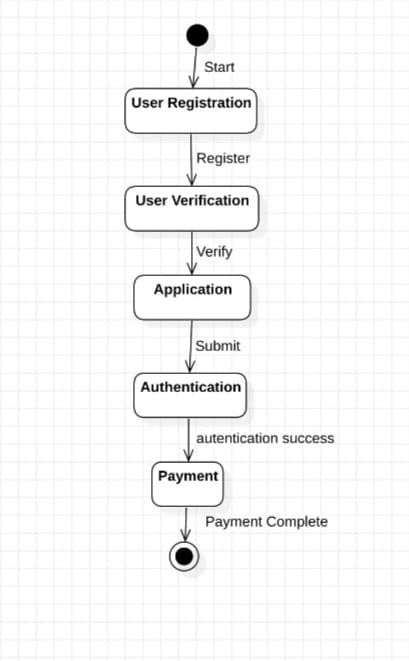 Start
User Registration
Register
User Verification
Verify
Application
Submit
Authentication
autentication success
Payment
Payment Complete